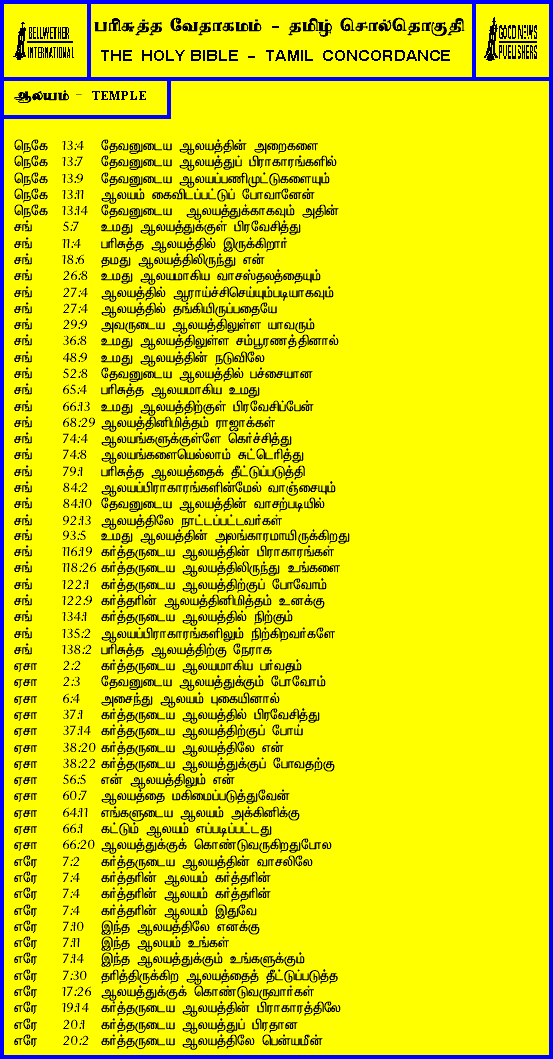 BELLWETHER
INTERNATIONAL
பரிசுத்த வேதாகமம் - தமிழ் சொல்தொகுதி
THE HOLY BIBLE - TAMIL CONCORDANCE
GOOD NEWS
PUBLISHERS
ஆலயம் - TEMPLE
நெகே 13:4 தேவனுடைய ஆலயத்தின் அறைகளை
நெகே 13:7 தேவனுடைய ஆலயத்துப் பிராகாரங்களில்
நெகே 13:9 தேவனுடைய ஆலயப்பணிமுட்டுகளையும்
நெகே 13:11 ஆலயம் கைவிடப்பட்டுப் போவானேன்
நெகே 13:14 தேவனுடைய ' ஆலயத்துக்காகவும் அதின்
சங் 5:7 உமது ஆலயத்துக்குள் பிரவேசித்து
சங் 11:4 பரிசுத்த ஆலயத்தில் இருக்கிறார்
சங் 18:6 தமது ஆலயத்திலிருந்து என்
சங் 26:8 உமது ஆலயமாகிய வாசஸ்தலத்தையும்
சங் 27:4 ஆலயத்தில் ஆராய்ச்சிசெய்யும்படியாகவும்
சங் 27:4 ஆலயத்தில் தங்கியிருப்பதையே
சங் 29:9 அவருடைய ஆலயத்திலுள்ள யாவரும்
சங் 36:8 உமது ஆலயத்திலுள்ள சம்பூரணத்தினால்
சங் 48:9 உமது ஆலயத்தின் நடுவிலே
சங் 52:8 தேவனுடைய ஆலயத்தில் பச்சையான
சங் 65:4 பரிசுத்த ஆலயமாகிய உமது
சங் 66:13 உமது ஆலயத்திற்குள் பிரவேசிப்பேன்
சங் 68:29 ஆலயத்தினிமித்தம் ராஜாக்கள்
சங் 74:4 ஆலயங்களுக்குள்ளே கெர்ச்சித்து
சங் 74:8 ஆலயங்களையெல்லாம் சுட்டெரித்து
சங் 79:1 பரிசுத்த ஆலயத்தைக் தீட்டுப்படுத்தி
சங் 84:2 ஆலயப்பிராகாரங்களின்மேல் வாஞ்சையும்
சங் 84:10 தேவனுடைய ஆலயத்தின் வாசற்படியில்
சங் 92:13 ஆலயத்திலே நாட்டப்பட்டவர்கள்
சங் 93:5 உமது ஆலயத்தின் அலங்காரமாயிருக்கிறது
சங் 116:19 கர்த்தருடைய ஆலயத்தின் பிராகாரங்கள்
சங் 118:26 கர்த்தருடைய ஆலயத்திலிருந்து உங்களை
சங் 122:1 கர்த்தருடைய ஆலயத்திற்குப் போவோம்
சங் 122:9 கர்த்தரின் ஆலயத்தினிமித்தம் உனக்கு
சங் 134:1 கர்த்தருடைய ஆலயத்தில் நிற்கும்
சங் 135:2 ஆலயப்பிராகாரங்களிலும் நிற்கிறவர்களே
சங் 138:2 பரிசுத்த ஆலயத்திற்கு நேராக
ஏசா 2:2 கர்த்தருடைய ஆலயமாகிய பர்வதம்
ஏசா 2:3 தேவனுடைய ஆலயத்துக்கும் போவோம்
ஏசா 6:4 அசைந்து ஆலயம் புகையினால்
ஏசா 37:1 கர்த்தருடைய ஆலயத்தில் பிரவேசித்து
ஏசா 37:14 கர்த்தருடைய ஆலயத்திற்குப் போய்
ஏசா 38:20 கர்த்தருடைய ஆலயத்திலே என்
ஏசா 38:22 கர்த்தருடைய ஆலயத்துக்குப் போவதற்கு
ஏசா 56:5 என் ஆலயத்திலும் என்
ஏசா 60:7 ஆலயத்தை மகிமைப்படுத்துவேன்
ஏசா 64:11 எங்களுடைய ஆலயம் அக்கினிக்கு
ஏசா 66:1 கட்டும் ஆலயம் எப்படிப்பட்டது
ஏசா 66:20 ஆலயத்துக்குக் கொண்டுவருகிறதுபோல
எரே 7:2 கர்த்தருடைய ஆலயத்தின் வாசலிலே
எரே 7:4 கர்த்தரின் ஆலயம் கர்த்தரின்
எரே 7:4 கர்த்தரின் ஆலயம் கர்த்தரின்
எரே 7:4 கர்த்தரின் ஆலயம் இதுவே
எரே 7:10 இந்த ஆலயத்திலே எனக்கு
எரே 7:11 இந்த ஆலயம் உங்கள்
எரே 7:14 இந்த ஆலயத்துக்கும் உங்களுக்கும்
எரே 7:30 தரித்திருக்கிற ஆலயத்தைத் தீட்டுப்படுத்த
எரே 17:26 ஆலயத்துக்குக் கொண்டுவருவார்கள்
எரே 19:14 கர்த்தருடைய ஆலயத்தின் பிராகாரத்திலே
எரே 20:1 கர்த்தருடைய ஆலயத்துப் பிரதான
எரே 20:2 கர்த்தருடைய ஆலயத்திலே பென்யமீன்